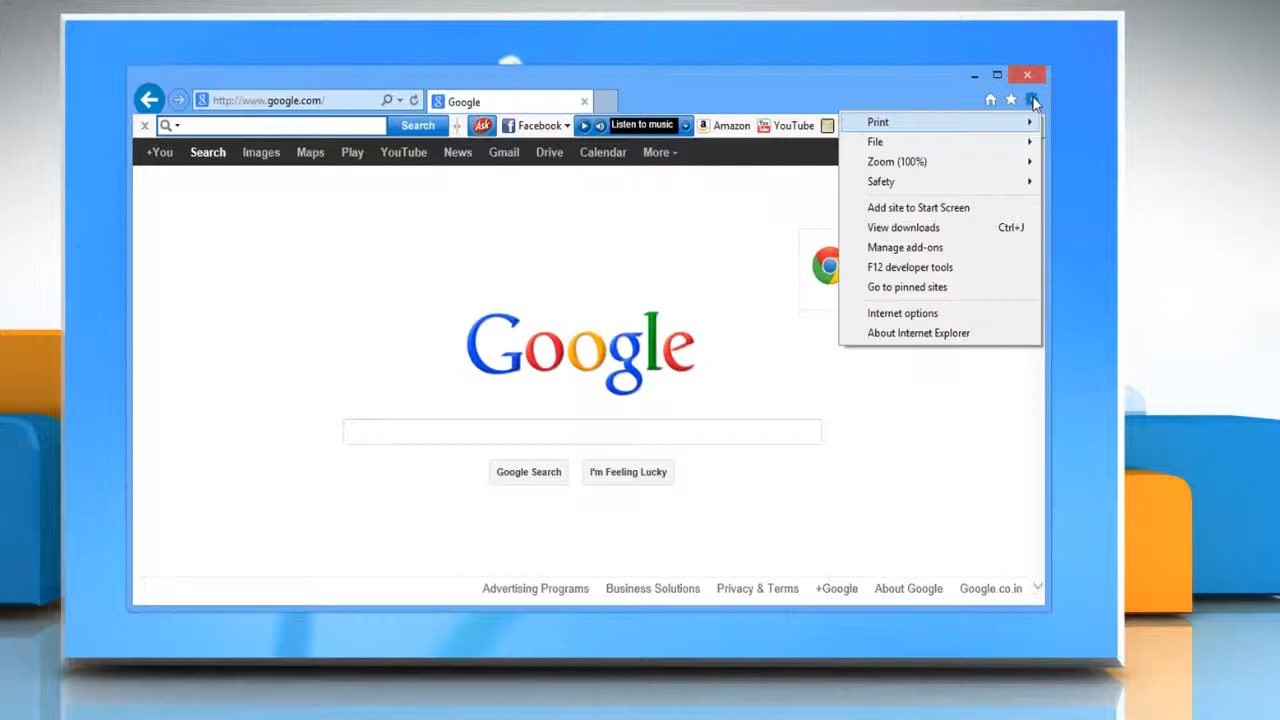 http://www.google.com/
Google
Search
Ask
Facebook
Listen to music
Amazon
YouTube
+You Search Images Maps Play YouTube News Gmail Drive Calendar More
Print
File
Zoom (100%)
Safety
Add site to Start Screen
View downloads Ctrl+J
Manage add-ons
F12 developer tools
Go to pinned sites
Internet options
About Internet Explorer
Google
Google Search I'm Feeling Lucky
Advertising Programs Business Solutions Privacy & Terms +Google About Google Google.co.in